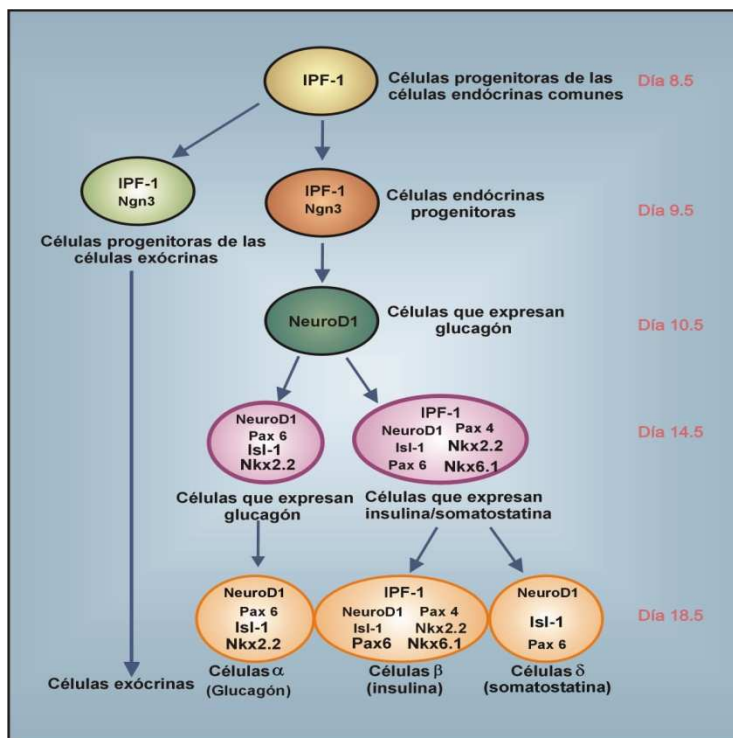 IPF-1
Células progenitoras de las
células endócrinas comunes
Día 8.5
IPF-1
Ngn3
Células progenitoras de las
células exócrinas
IPF-1
Ngn3
Células endócrinas
progenitoras
Día 9.5
NeuroD1
Células que expresan
glucagón
Día 10.5
NeuroD1
Pax 6
Isl-1
Nkx2.2
Células que expresan
glucagón
IPF-1
NeuroD1 Pax 4
Isl-1 Nkx2.2
Pax 6 Nkx6.1
Células que expresan
insulina/somatostatina
Día 14.5
Células exócrinas
NeuroD1
Pax 6
Isl-1
Nkx2.2
Células α
(Glucagón)
IPF-1
NeuroD1 Pax 4
Isl-1 Nkx2.2
Pax6 Nkx6.1
Células β
(insulina)
NeuroD1
Isl-1
Pax 6
Células δ
(somatostatina)
Día 18.5